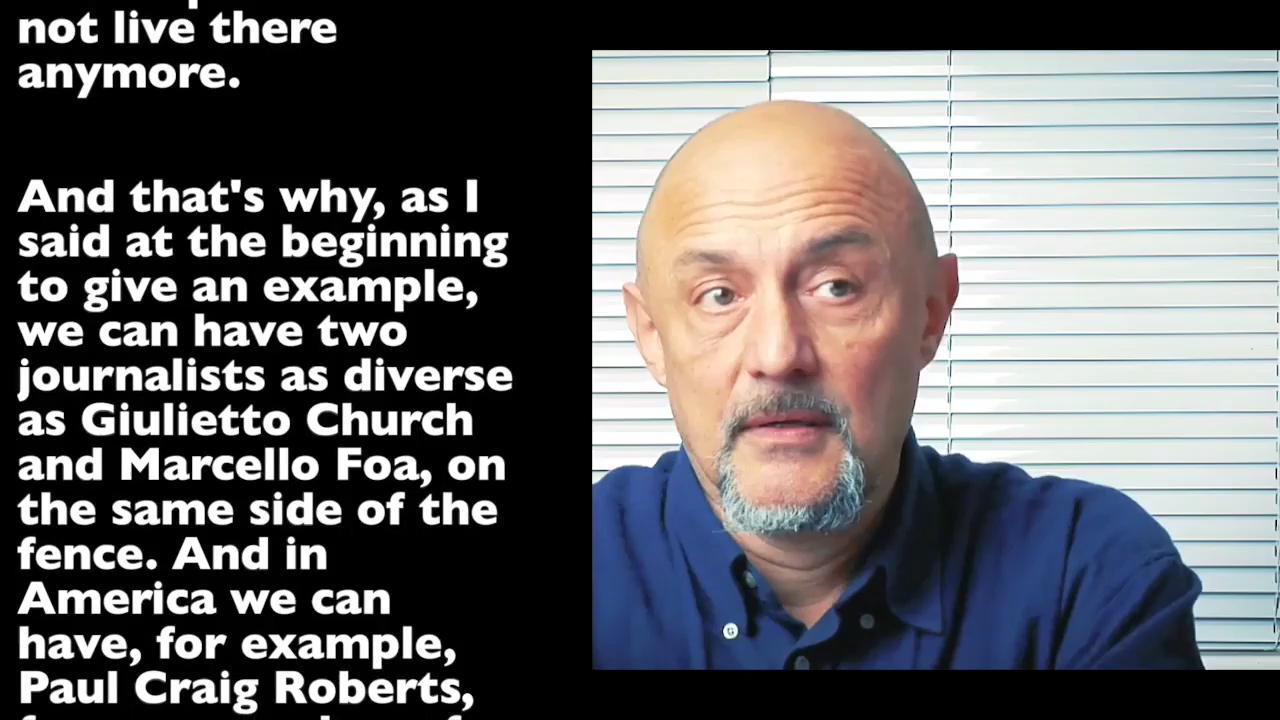 not live there
anymore.
And that's why, as I
said at the beginning
to give an example,
we can have two
journalists as diverse
as Giulietto Church
and Marcello Foa, on
the same side of the
fence. And in
America we can
have, for example,
Paul Craig Roberts,